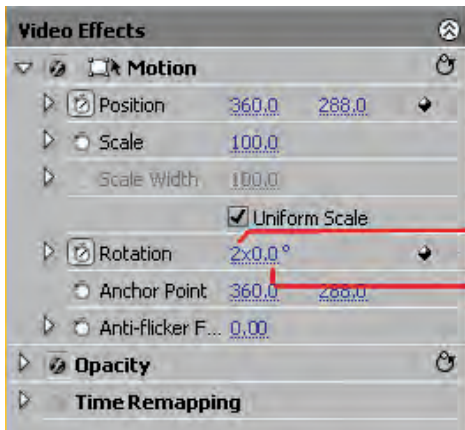 Video Effects
Motion
Position 360,0 288,0
Scale 100,0
Scale Width 100,0
Uniform Scale
Rotation 2x0,0°
Anchor Point 360,0 288,0
Anti-flicker F... 0,00
Opacity
Time Remapping